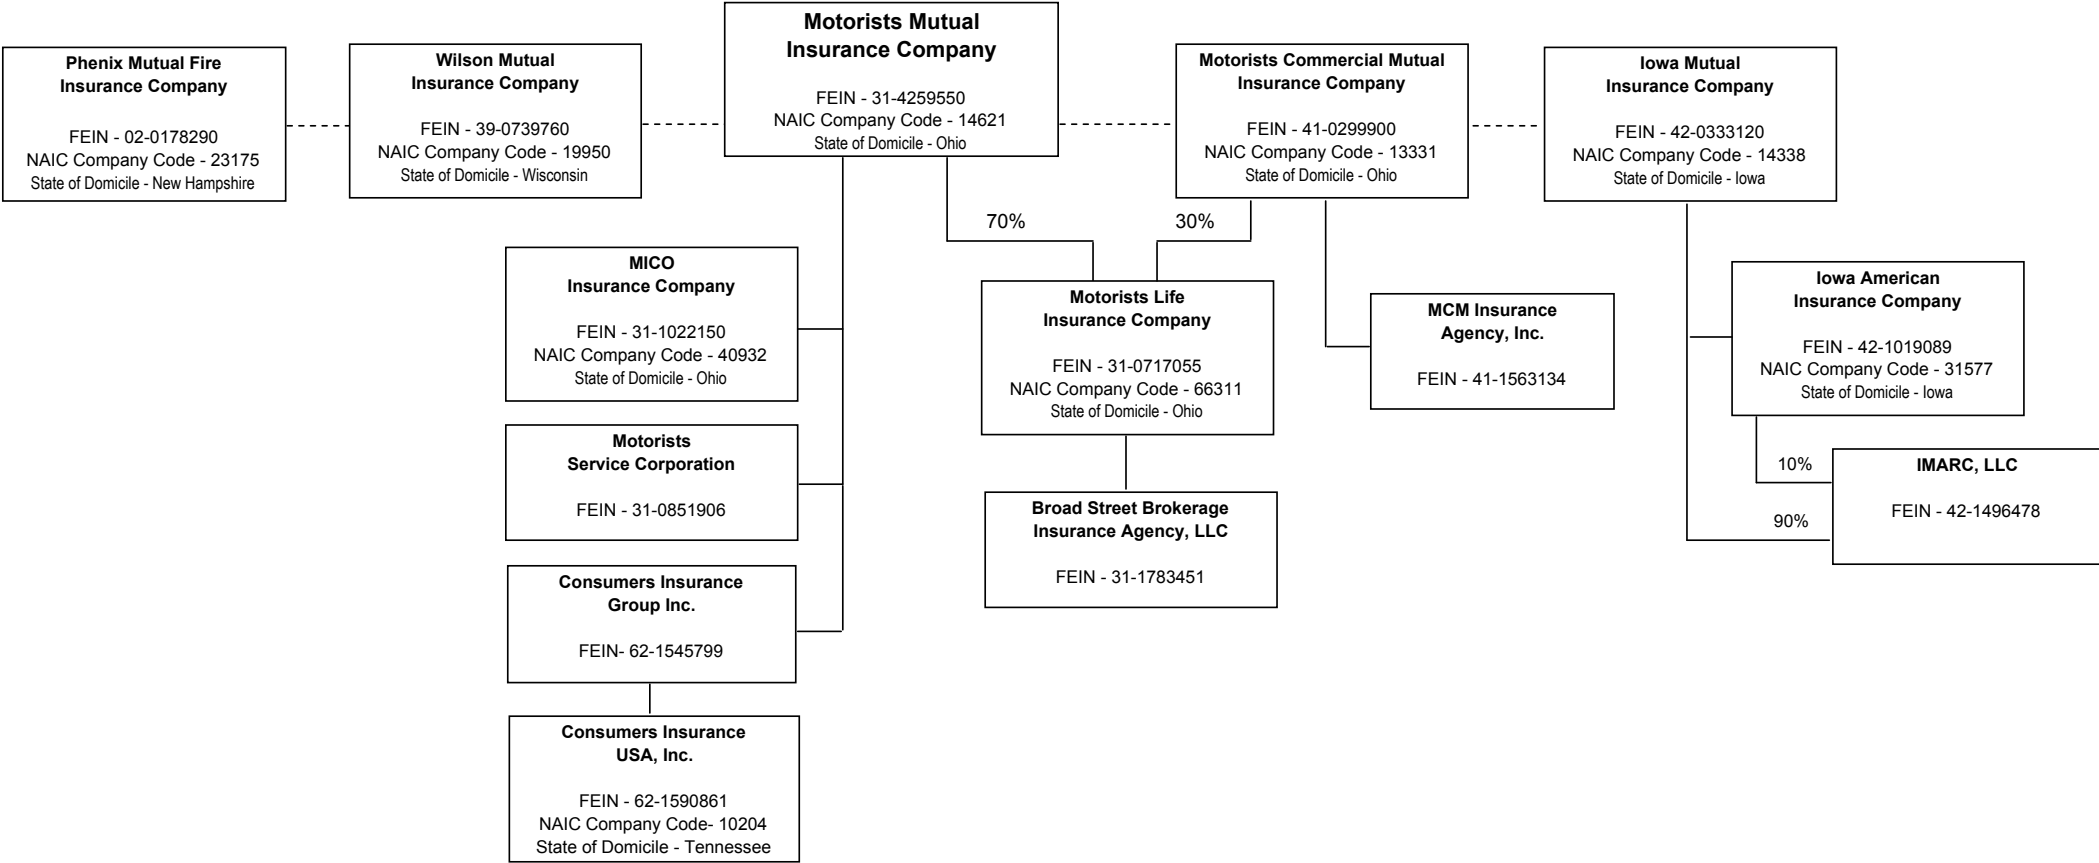 Motorists Mutual
Insurance Company
FEIN - 31-4259550
NAIC Company Code - 14621
State of Domicile - Ohio
Phenix Mutual Fire
Insurance Company
FEIN - 02-0178290
NAIC Company Code - 23175
State of Domicile - New Hampshire
Wilson Mutual
Insurance Company
FEIN - 39-0739760
NAIC Company Code - 19950
State of Domicile - Wisconsin
Motorists Commercial Mutual
Insurance Company
FEIN - 41-0299900
NAIC Company Code - 13331
State of Domicile - Ohio
Iowa Mutual
Insurance Company
FEIN - 42-0333120
NAIC Company Code - 14338
State of Domicile - Iowa
70%
30%
MICO
Insurance Company
FEIN - 31-1022150
NAIC Company Code - 40932
State of Domicile - Ohio
Motorists Life
Insurance Company
FEIN - 31-0717055
NAIC Company Code - 66311
State of Domicile - Ohio
MCM Insurance
Agency, Inc.
FEIN - 41-1563134
Iowa American
Insurance Company
FEIN - 42-1019089
NAIC Company Code - 31577
State of Domicile - Iowa
Motorists
Service Corporation
FEIN - 31-0851906
Broad Street Brokerage
Insurance Agency, LLC
FEIN - 31-1783451
10%
90%
IMARC, LLC
FEIN - 42-1496478
Consumers Insurance
Group Inc.
FEIN- 62-1545799
Consumers Insurance
USA, Inc.
FEIN - 62-1590861
NAIC Company Code- 10204
State of Domicile - Tennessee